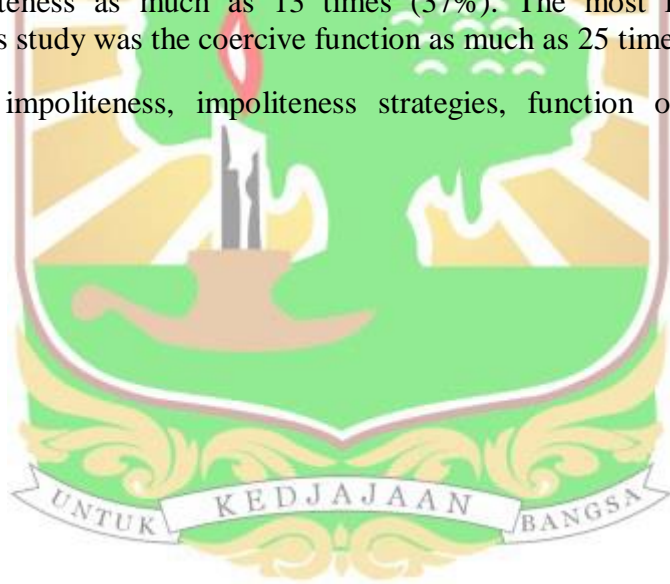 teness as much as 13 times (37%). The most
s study was the coercive function as much as 25 time
impoliteness, impoliteness strategies, function o
UNTUK KEDJAJAAN BANGSA